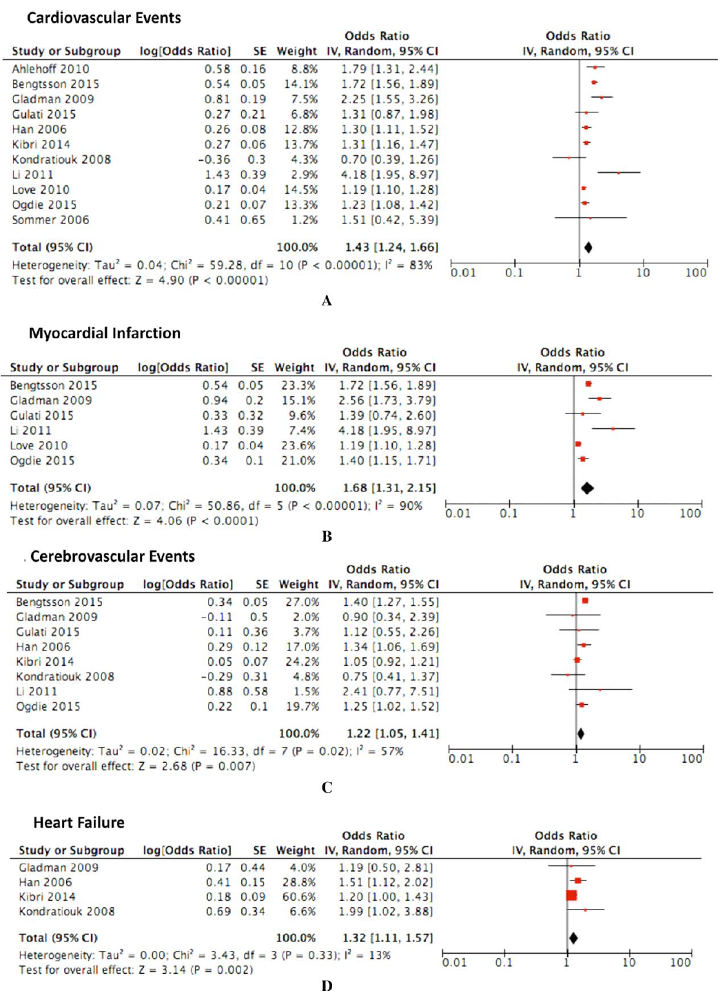 Cardiovascular Events
Odds Ratio Odds Ratio
Study or Subgroup log[Odds Ratio] SE Weight IV, Random, 95% CI IV, Random, 95% CI
Ahlehoff 2010 0.58 0.16 8.8% 1.79 [1.31, 2.44]
Bengtsson 2015 0.54 0.05 14.1% 1.72 [1.56, 1.89]
Gladman 2009 0.81 0.19 7.5% 2.25 [1.55, 3.26]
Gulati 2015 0.27 0.21 6.8% 1.31 [0.87, 1.98]
Han 2006 0.26 0.08 12.8% 1.30 [1.11, 1.52]
Kibri 2014 0.27 0.06 13.7% 1.31 [1.16, 1.47]
Kondratiouk 2008 −0.36 0.3 4.3% 0.70 [0.39, 1.26]
Li 2011 1.43 0.39 2.9% 4.18 [1.95, 8.97]
Love 2010 0.17 0.04 14.5% 1.19 [1.10, 1.28]
Ogdie 2015 0.21 0.07 13.3% 1.23 [1.08, 1.42]
Sommer 2006 0.41 0.65 1.2% 1.51 [0.42, 5.39]
Total (95% CI) 100.0% 1.43 [1.24, 1.66]
Heterogeneity: Tau² = 0.04; Chi² = 59.28, df = 10 (P < 0.00001); I² = 83%
0.01 0.1 1 10 100
Test for overall effect: Z = 4.90 (P < 0.00001)
A
Myocardial Infarction
Odds Ratio Odds Ratio
Study or Subgroup log[Odds Ratio] SE Weight IV, Random, 95% CI IV, Random, 95% CI
Bengtsson 2015 0.54 0.05 23.3% 1.72 [1.56, 1.89]
Gladman 2009 0.94 0.2 15.1% 2.56 [1.73, 3.79]
Gulati 2015 0.33 0.32 9.6% 1.39 [0.74, 2.60]
Li 2011 1.43 0.39 7.4% 4.18 [1.95, 8.97]
Love 2010 0.17 0.04 23.6% 1.19 [1.10, 1.28]
Ogdie 2015 0.34 0.1 21.0% 1.40 [1.15, 1.71]
Total (95% CI) 100.0% 1.68 [1.31, 2.15]
Heterogeneity: Tau² = 0.07; Chi² = 50.86, df = 5 (P < 0.00001); I² = 90%
0.01 0.1 1 10 100
Test for overall effect: Z = 4.06 (P < 0.0001)
B
. Cerebrovascular Events
Odds Ratio Odds Ratio
Study or Subgroup log[Odds Ratio] SE Weight IV, Random, 95% CI IV, Random, 95% CI
Bengtsson 2015 0.34 0.05 27.0% 1.40 [1.27, 1.55]
Gladman 2009 −0.11 0.5 2.0% 0.90 [0.34, 2.39]
Gulati 2015 0.11 0.36 3.7% 1.12 [0.55, 2.26]
Han 2006 0.29 0.12 17.0% 1.34 [1.06, 1.69]
Kibri 2014 0.05 0.07 24.2% 1.05 [0.92, 1.21]
Kondratiouk 2008 −0.29 0.31 4.8% 0.75 [0.41, 1.37]
Li 2011 0.88 0.58 1.5% 2.41 [0.77, 7.51]
Ogdie 2015 0.22 0.1 19.7% 1.25 [1.02, 1.52]
Total (95% CI) 100.0% 1.22 [1.05, 1.41]
Heterogeneity: Tau² = 0.02; Chi² = 16.33, df = 7 (P = 0.02); I² = 57%
0.01 0.1 1 10 100
Test for overall effect: Z = 2.68 (P = 0.007)
C
Heart Failure
Odds Ratio Odds Ratio
Study or Subgroup log[Odds Ratio] SE Weight IV, Random, 95% CI IV, Random, 95% CI
Gladman 2009 0.17 0.44 4.0% 1.19 [0.50, 2.81]
Han 2006 0.41 0.15 28.8% 1.51 [1.12, 2.02]
Kibri 2014 0.18 0.09 60.6% 1.20 [1.00, 1.43]
Kondratiouk 2008 0.69 0.34 6.6% 1.99 [1.02, 3.88]
Total (95% CI) 100.0% 1.32 [1.11, 1.57]
Heterogeneity: Tau² = 0.00; Chi² = 3.43, df = 3 (P = 0.33); I² = 13%
0.01 0.1 1 10 100
Test for overall effect: Z = 3.14 (P = 0.002)
D